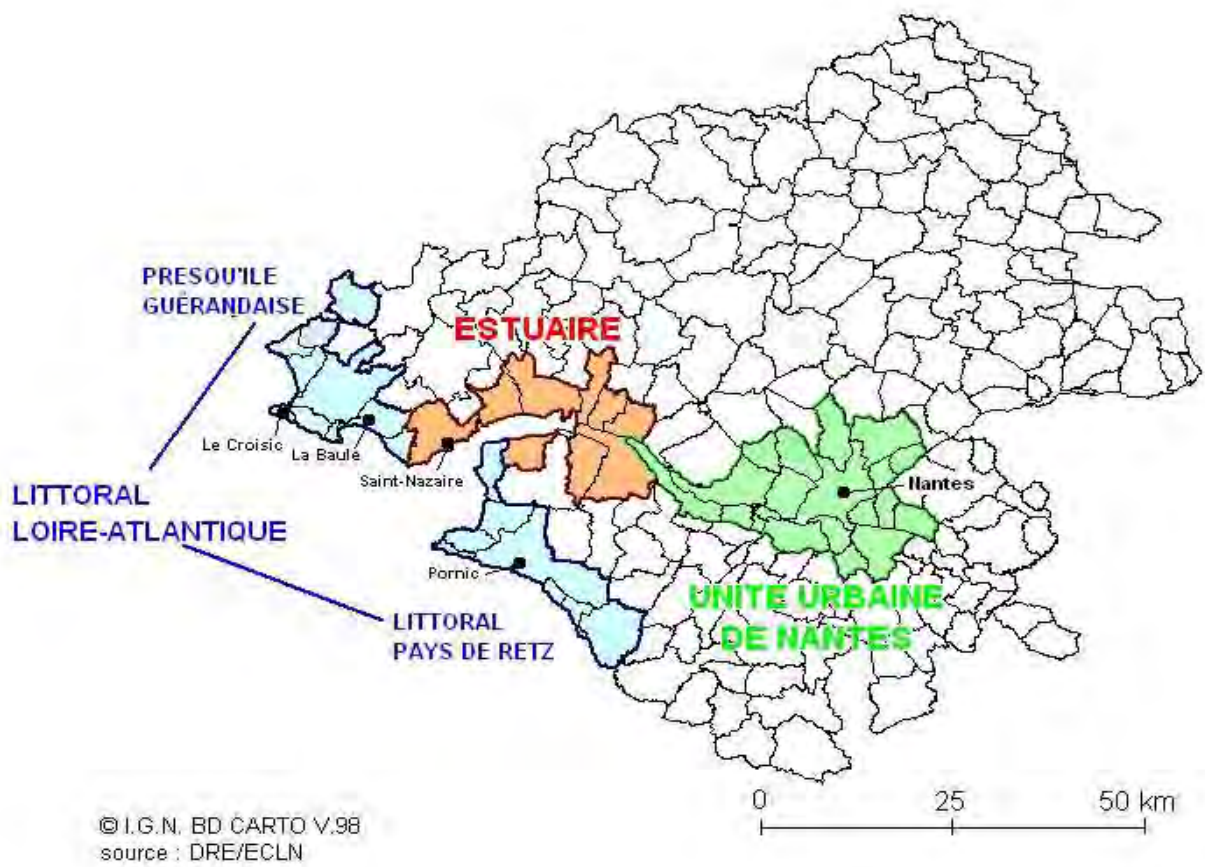 PRESQU'ILE
GUÉRANDAISE
ESTUAIRE
Le Croisic
La Baule
Saint-Nazaire
Nantes
LITTORAL
LOIRE-ATLANTIQUE
Pornic
LITTORAL
PAYS DE RETZ
UNITE URBAINE
DE NANTES
0 25 50 km
© I.G.N. BD CARTO V.98
source : DRE/ECLN